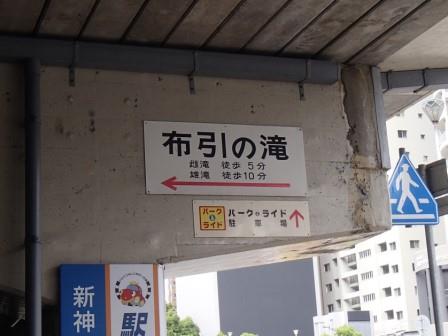 布引の滝
雌滝 徒歩 5分
雄滝 徒歩10分
パーク&ライド
パーク&ライド
駐車場
新神
駅